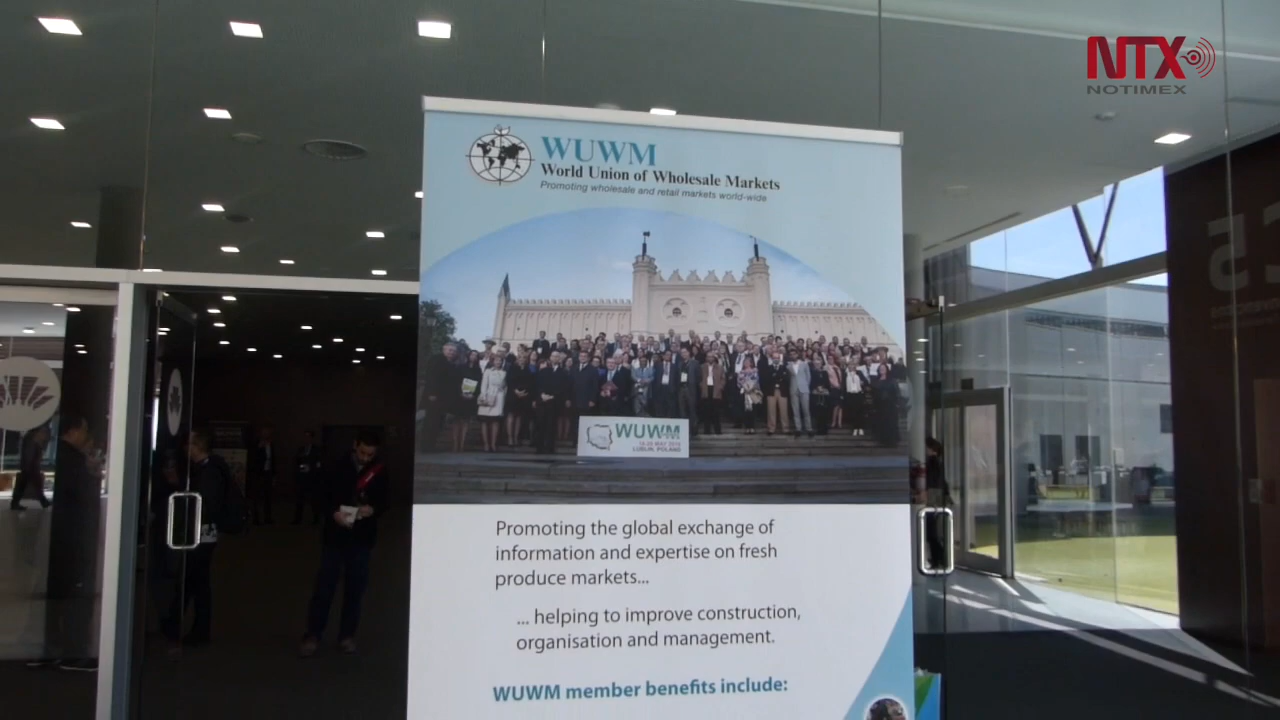 NTX
NOTIMEX
WUWM
World Union of Wholesale Markets
Promoting wholesale and retail markets world-wide
WUWM
LUBLIN, POLAND
Promoting the global exchange of
information and expertise on fresh
produce markets...
... helping to improve construction,
organisation and management.
WUWM member benefits include: